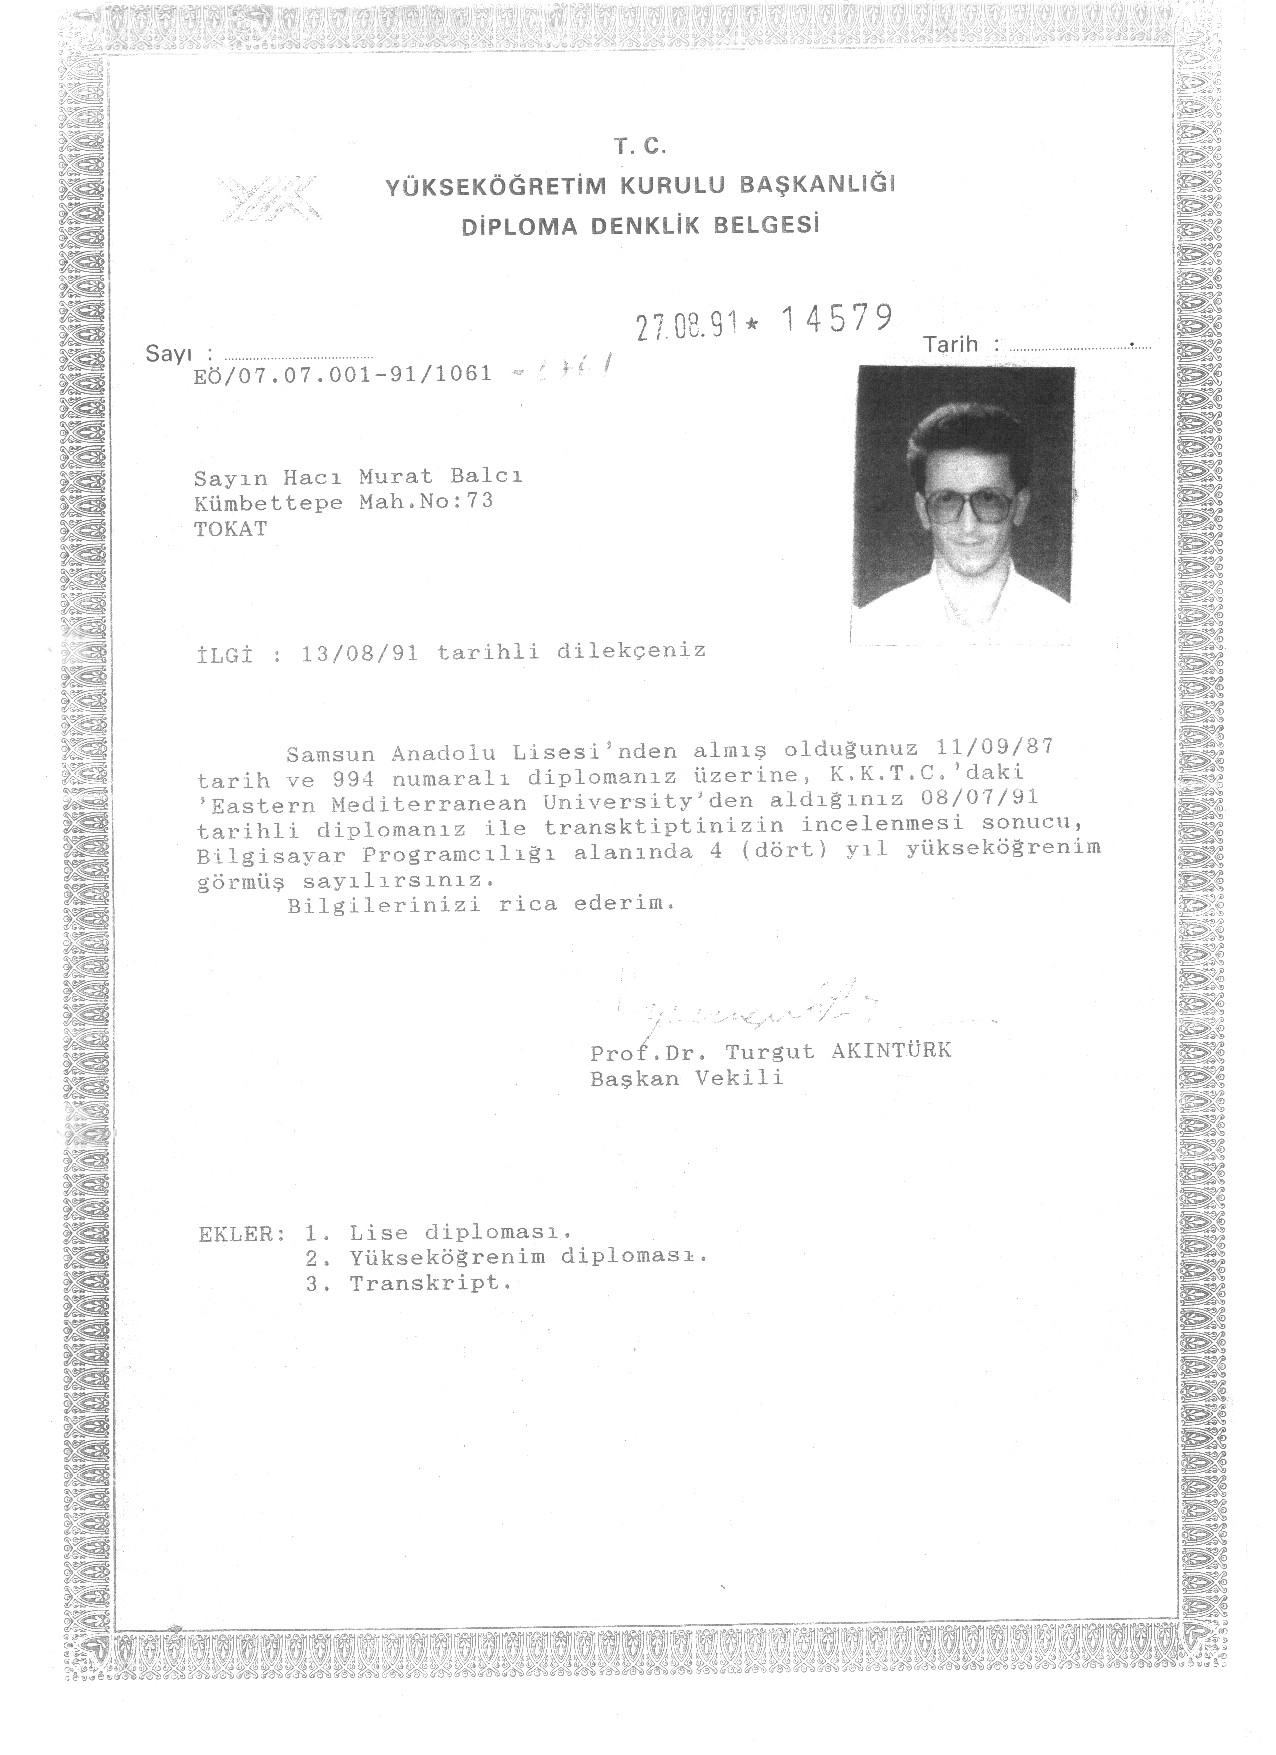 T. C.
YÜKSEKÖĞRETİM KURULU BAŞKANLIĞI
DİPLOMA DENKLİK BELGESİ
27.08.91* 14579
Sayı : Tarih :
EÖ/07.07.001-91/1061
Sayın Hacı Murat Balcı
Kümbettepe Mah.No:73
TOKAT
İLGİ : 13/08/91 tarihli dilekçeniz
Samsun Anadolu Lisesi'nden almış olduğunuz 11/09/87
tarih ve 994 numaralı diplomanız üzerine, K.K.T.C.'daki
'Eastern Mediterranean University'den aldığınız 08/07/91
tarihli diplomanız ile transktiptinizin incelenmesi sonucu,
Bilgisayar Programcılığı alanında 4 (dört) yıl yükseköğrenim
görmüş sayılırsınız.
Bilgilerinizi rica ederim.
Prof.Dr. Turgut AKINTÜRK
Başkan Vekili
EKLER: 1. Lise diploması.
2. Yükseköğrenim diploması.
3. Transkript.